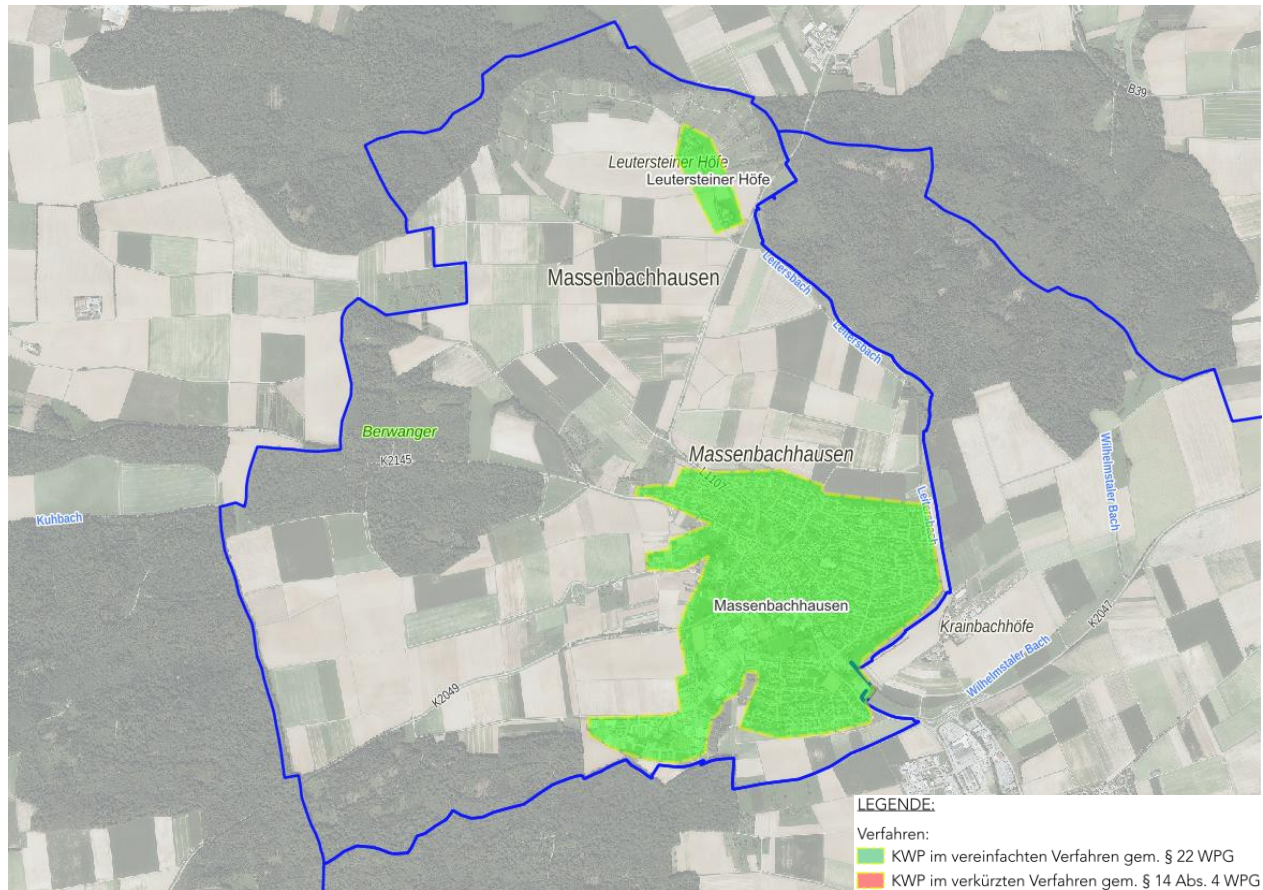 B39
Leutersteiner Höfe
Leutersteiner Höfe
Leitersbach
Massenbachhausen
Leitersbach
Berwanger
K2145
Massenbachhausen
L1107
Wilhelmstaler Bach
Kuhbach
Leitersbach
Massenbachhausen
Krainbachhöfe
K2047
Wilhelmstaler Bach
K2049
LEGENDE:
Verfahren:
KWP im vereinfachten Verfahren gem. § 22 WPG
KWP im verkürzten Verfahren gem. § 14 Abs. 4 WPG